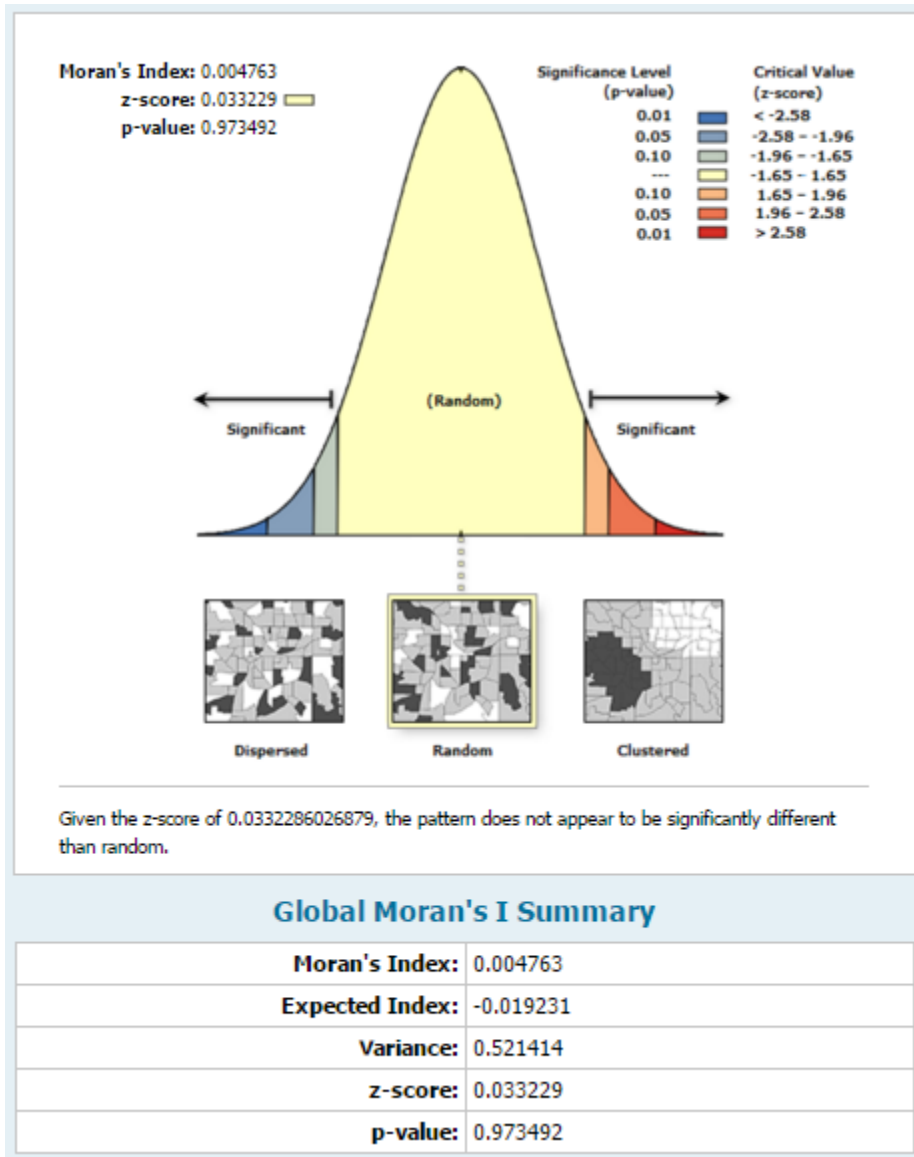 Moran's Index: 0.004763
z-score: 0.033229
p-value: 0.973492
Significance Level
(p-value)
Critical Value
(z-score)
0.01 < -2.58
0.05 -2.58 – -1.96
0.10 -1.96 – -1.65
--- -1.65 – 1.65
0.10 1.65 – 1.96
0.05 1.96 – 2.58
0.01 > 2.58
(Random)
Significant
Significant
Dispersed
Random
Clustered
Given the z-score of 0.0332286026879, the pattern does not appear to be significantly different
than random.
Global Moran's I Summary
Moran's Index: 0.004763
Expected Index: -0.019231
Variance: 0.521414
z-score: 0.033229
p-value: 0.973492